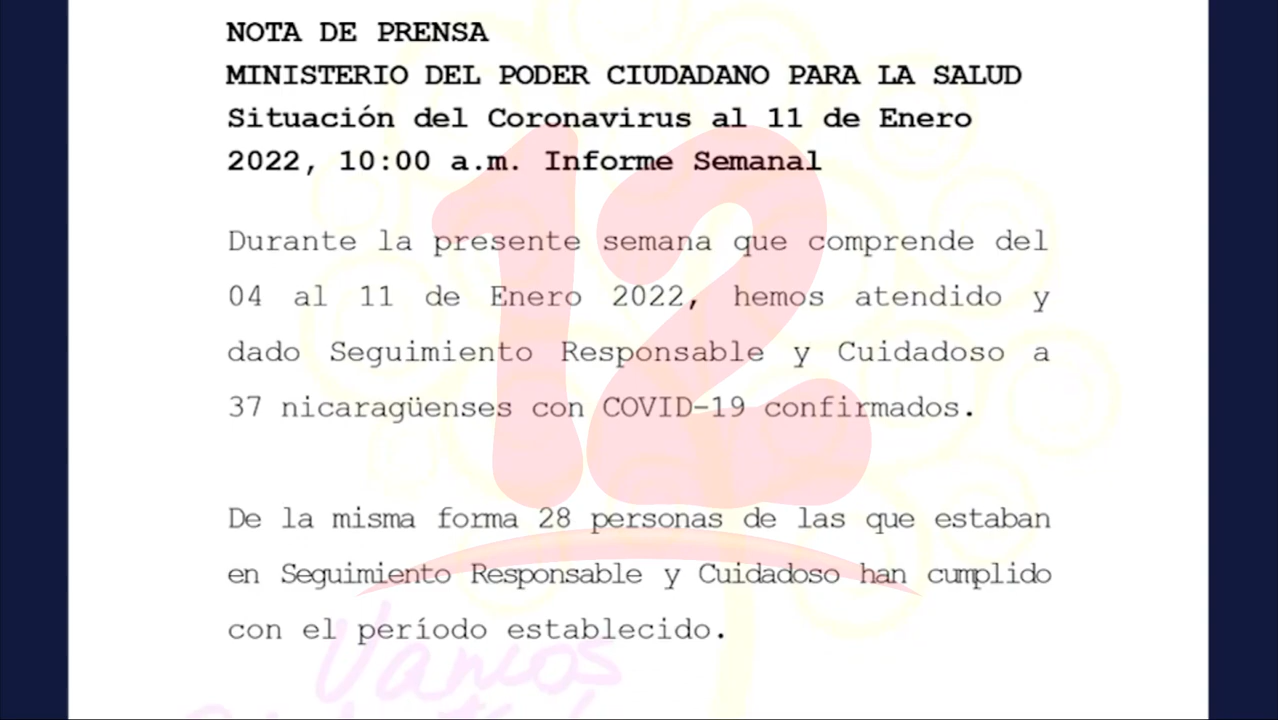 NOTA DE PRENSA
MINISTERIO DEL PODER CIUDADANO PARA LA SALUD
Situación del Coronavirus al 11 de Enero
2022, 10:00 a.m. Informe Semanal
Durante la presente semana que comprende del
04 al 11 de Enero 2022, hemos atendido y
dado Seguimiento Responsable y Cuidadoso a
37 nicaragüenses con COVID-19 confirmados.
12
De la misma forma 28 personas de las que estaban
en Seguimiento Responsable y Cuidadoso han cumplido
con el período establecido.
Vamos